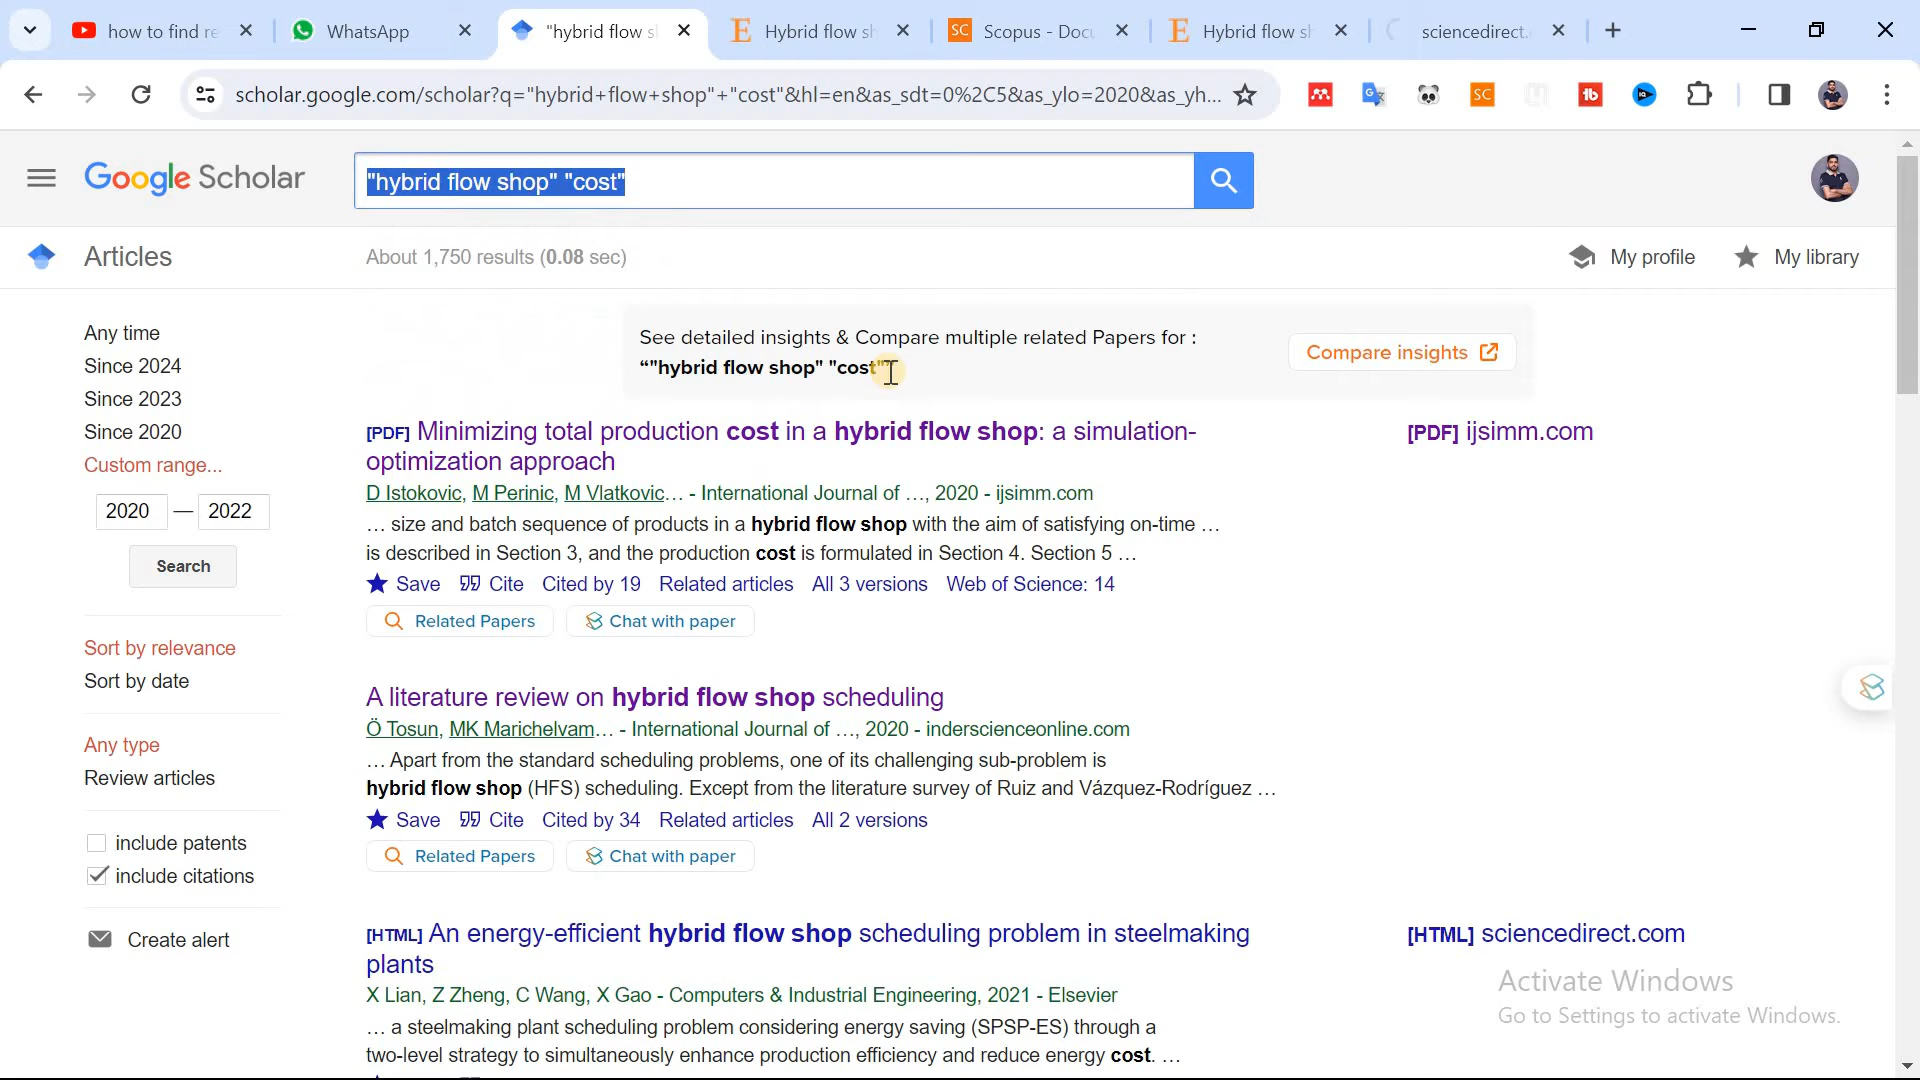 how to find re
WhatsApp
"hybrid flow s
Hybrid flow sh
SC Scopus - Docu
Hybrid flow sh
sciencedirect.
scholar.google.com/scholar?q="hybrid+flow+shop"+"cost"&hl=en&as_sdt=0%2C5&as_ylo=2020&as_yh...
SC
Google Scholar
"hybrid flow shop" "cost"
Articles
About 1,750 results (0.08 sec)
My profile
My library
See detailed insights & Compare multiple related Papers for :
“"hybrid flow shop" "cost"
Compare insights
Any time
Since 2024
Since 2023
Since 2020
Custom range...
2020 — 2022
Search
Sort by relevance
Sort by date
Any type
Review articles
include patents
include citations
Create alert
[PDF] Minimizing total production cost in a hybrid flow shop: a simulation-
optimization approach
D Istokovic, M Perinic, M Vlatkovic… - International Journal of …, 2020 - ijsimm.com
… size and batch sequence of products in a hybrid flow shop with the aim of satisfying on-time …
is described in Section 3, and the production cost is formulated in Section 4. Section 5 …
Save Cite Cited by 19 Related articles All 3 versions Web of Science: 14
Related Papers Chat with paper
[PDF] ijsimm.com
A literature review on hybrid flow shop scheduling
Ö Tosun, MK Marichelvam… - International Journal of …, 2020 - inderscienceonline.com
… Apart from the standard scheduling problems, one of its challenging sub-problem is
hybrid flow shop (HFS) scheduling. Except from the literature survey of Ruiz and Vázquez-Rodríguez …
Save Cite Cited by 34 Related articles All 2 versions
Related Papers Chat with paper
[HTML] An energy-efficient hybrid flow shop scheduling problem in steelmaking
plants
X Lian, Z Zheng, C Wang, X Gao - Computers & Industrial Engineering, 2021 - Elsevier
… a steelmaking plant scheduling problem considering energy saving (SPSP-ES) through a
two-level strategy to simultaneously enhance production efficiency and reduce energy cost. …
[HTML] sciencedirect.com
Activate Windows
Go to Settings to activate Windows.